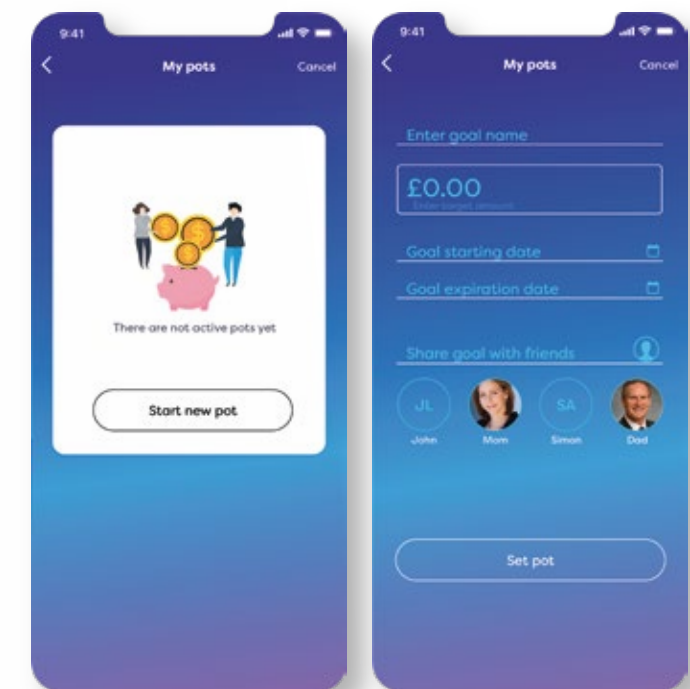 9:41
My pots
Cancel
There are not active pots yet
Start new pot
9:41
My pots
Cancel
Enter goal name
£0.00
Enter target amount
Goal starting date
Goal expiration date
Share goal with friends
JL
SA
John
Mom
Simon
Dad
Set pot